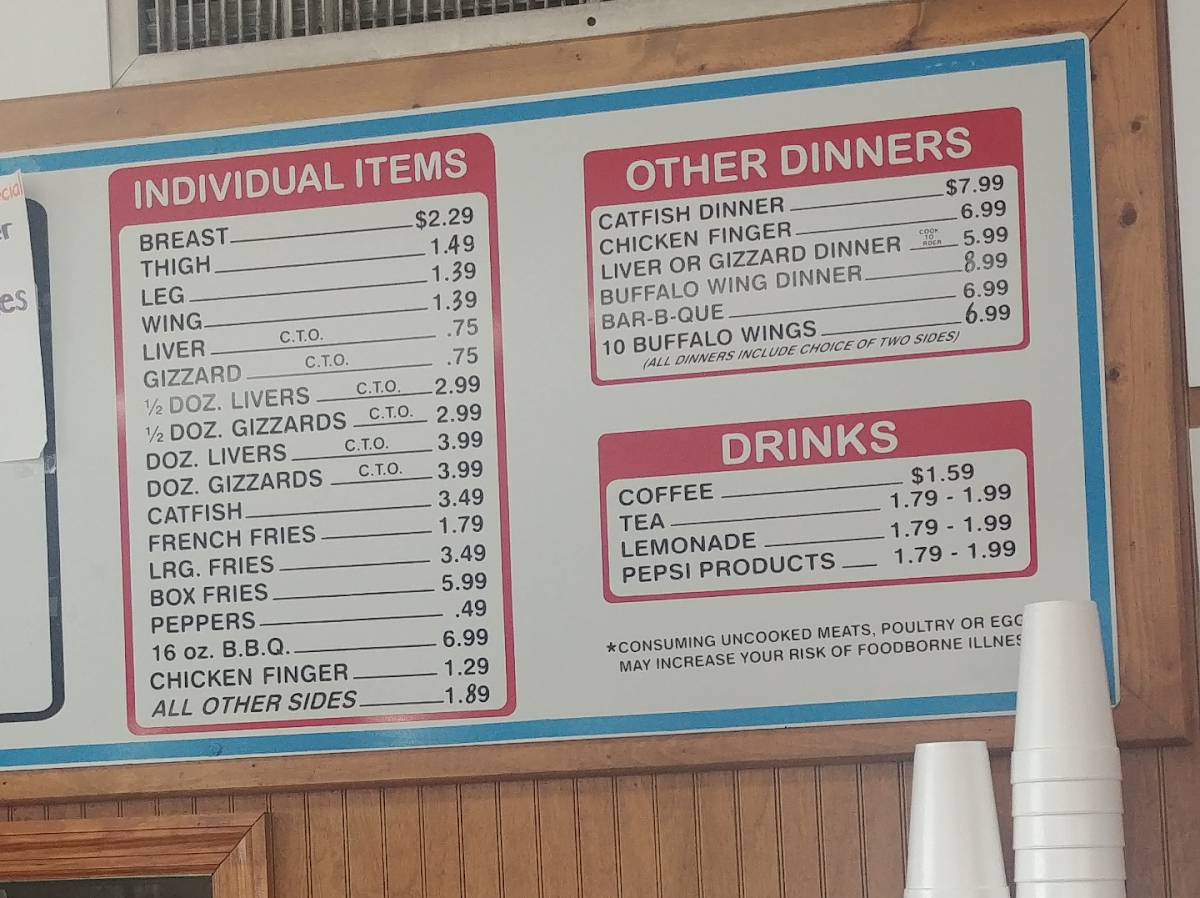 ecial
er
es
INDIVIDUAL ITEMS
BREAST $2.29
THIGH 1.49
LEG 1.39
WING 1.39
LIVER C.T.O. .75
GIZZARD C.T.O. .75
½ DOZ. LIVERS C.T.O. 2.99
½ DOZ. GIZZARDS C.T.O. 2.99
DOZ. LIVERS C.T.O. 3.99
DOZ. GIZZARDS C.T.O. 3.99
CATFISH 3.49
FRENCH FRIES 1.79
LRG. FRIES 3.49
BOX FRIES 5.99
PEPPERS .49
16 oz. B.B.Q. 6.99
CHICKEN FINGER 1.29
ALL OTHER SIDES 1.89
OTHER DINNERS
CATFISH DINNER $7.99
CHICKEN FINGER 6.99
LIVER OR GIZZARD DINNER COOK TO RDER 5.99
BUFFALO WING DINNER 8.99
BAR-B-QUE 6.99
10 BUFFALO WINGS 6.99
(ALL DINNERS INCLUDE CHOICE OF TWO SIDES)
DRINKS
COFFEE $1.59
TEA 1.79 - 1.99
LEMONADE 1.79 - 1.99
PEPSI PRODUCTS 1.79 - 1.99
*CONSUMING UNCOOKED MEATS, POULTRY OR EGG
MAY INCREASE YOUR RISK OF FOODBORNE ILLNES